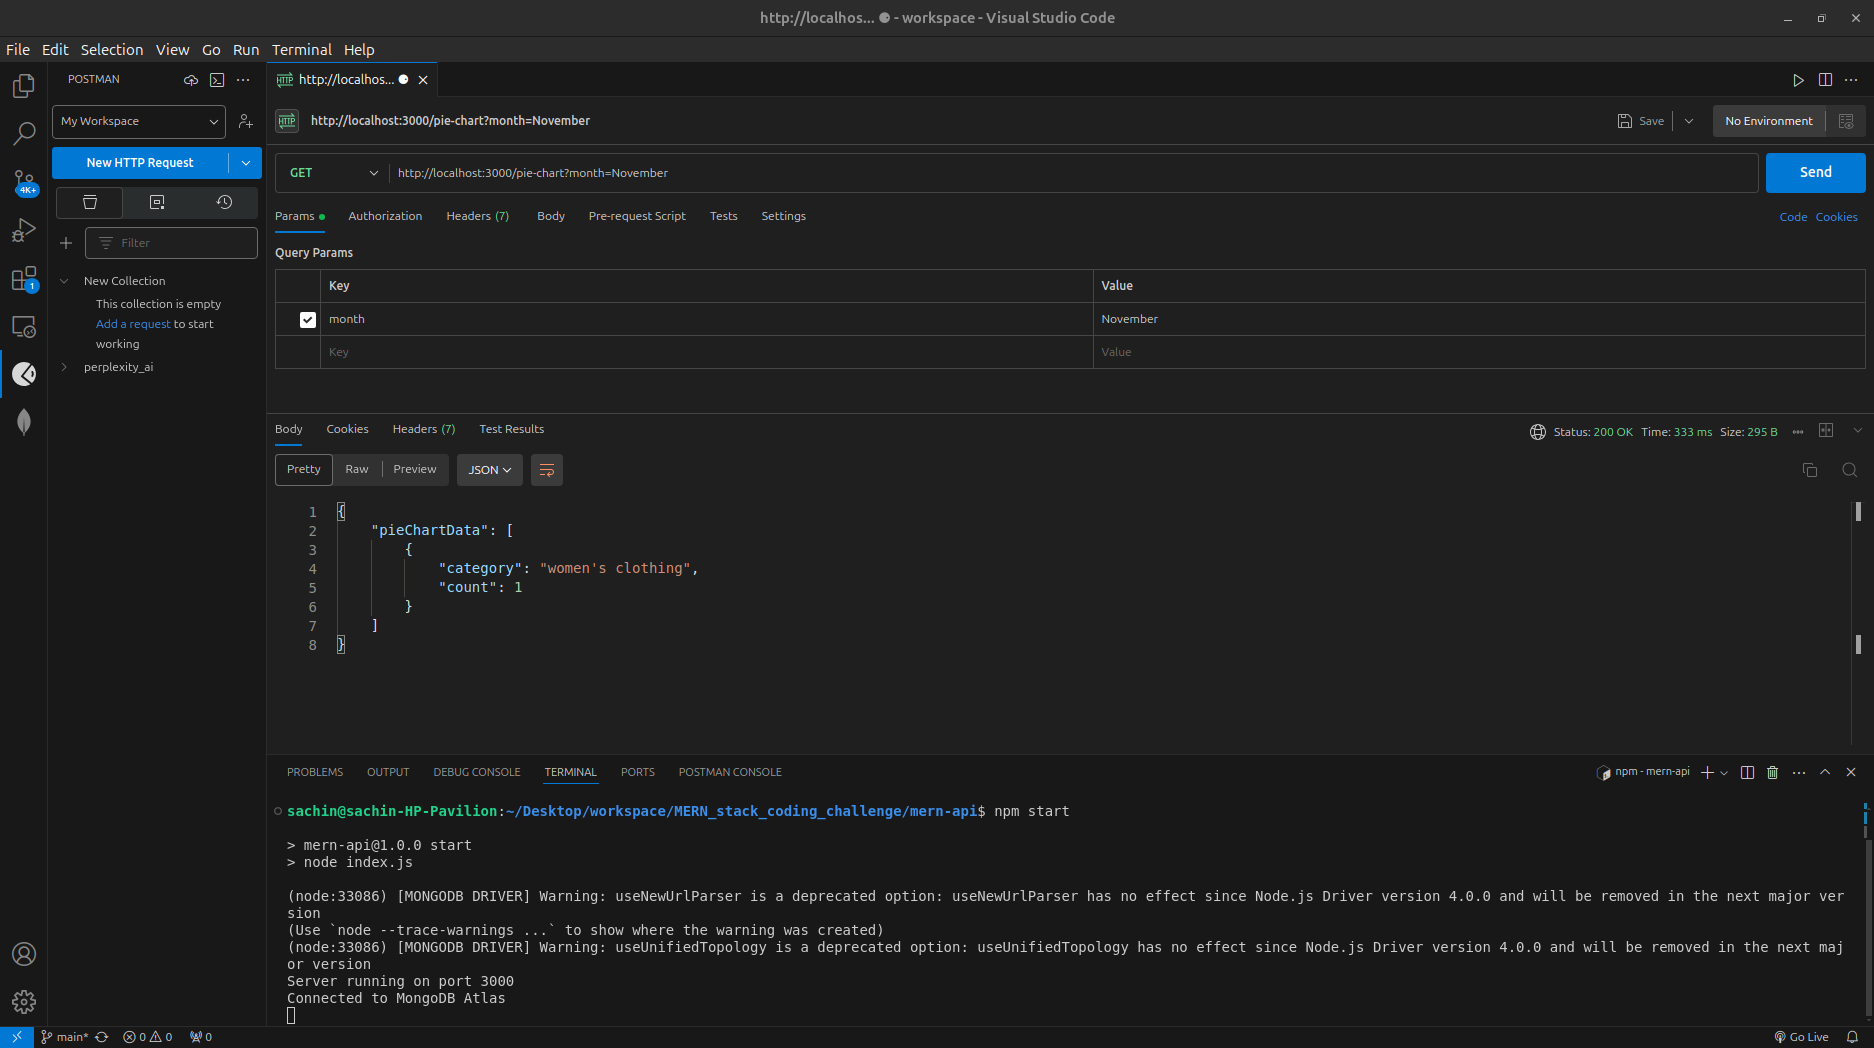 http://localhos... ● - workspace - Visual Studio Code
File Edit Selection View Go Run Terminal Help
POSTMAN
My Workspace
New HTTP Request
4K+
Filter
1
New Collection
This collection is empty
Add a request to start
working
perplexity_ai
HTTP http://localhos...
HTTP http://localhost:3000/pie-chart?month=November
Save
No Environment
GET http://localhost:3000/pie-chart?month=November
Send
Params Authorization Headers (7) Body Pre-request Script Tests Settings
Code Cookies
Query Params
Key Value
month November
Key Value
Body Cookies Headers (7) Test Results
Status: 200 OK Time: 333 ms Size: 295 B
Pretty Raw Preview JSON
1 {
2 "pieChartData": [
3 {
4 "category": "women's clothing",
5 "count": 1
6 }
7 ]
8 }
PROBLEMS OUTPUT DEBUG CONSOLE TERMINAL PORTS POSTMAN CONSOLE
npm - mern-api
sachin@sachin-HP-Pavilion:~/Desktop/workspace/MERN_stack_coding_challenge/mern-api$ npm start
> mern-api@1.0.0 start
> node index.js
(node:33086) [MONGODB DRIVER] Warning: useNewUrlParser is a deprecated option: useNewUrlParser has no effect since Node.js Driver version 4.0.0 and will be removed in the next major ver
sion
(Use `node --trace-warnings ...` to show where the warning was created)
(node:33086) [MONGODB DRIVER] Warning: useUnifiedTopology is a deprecated option: useUnifiedTopology has no effect since Node.js Driver version 4.0.0 and will be removed in the next maj
or version
Server running on port 3000
Connected to MongoDB Atlas
main* 0 0 0
Go Live